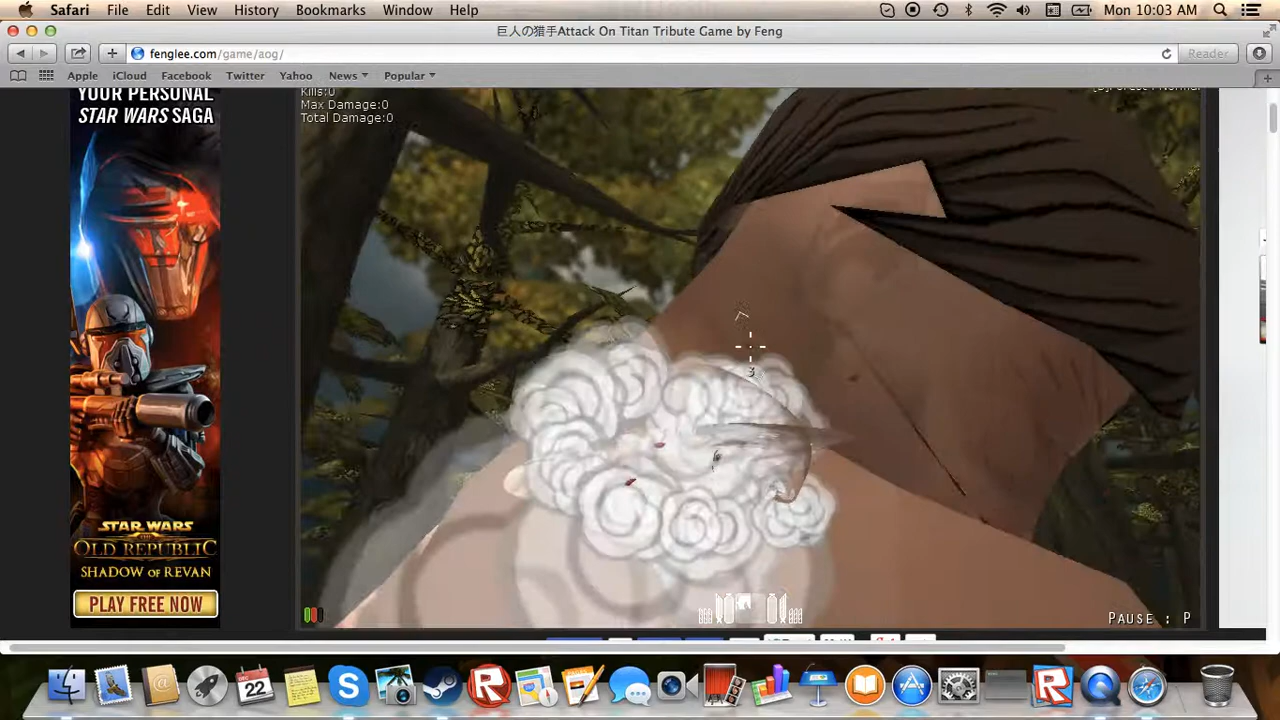 Safari File Edit View History Bookmarks Window Help Mon 10:03 AM
巨人の猎手Attack On Titan Tribute Game by Feng
fenglee.com/game/aog/ Reader
Apple iCloud Facebook Twitter Yahoo News Popular
YOUR PERSONAL
STAR WARS SAGA
Kills:0
Max Damage:0
Total Damage:0
3
STAR WARS
THE
OLD REPUBLIC
SHADOW OF REVAN
PLAY FREE NOW
PAUSE : P
DEC
22